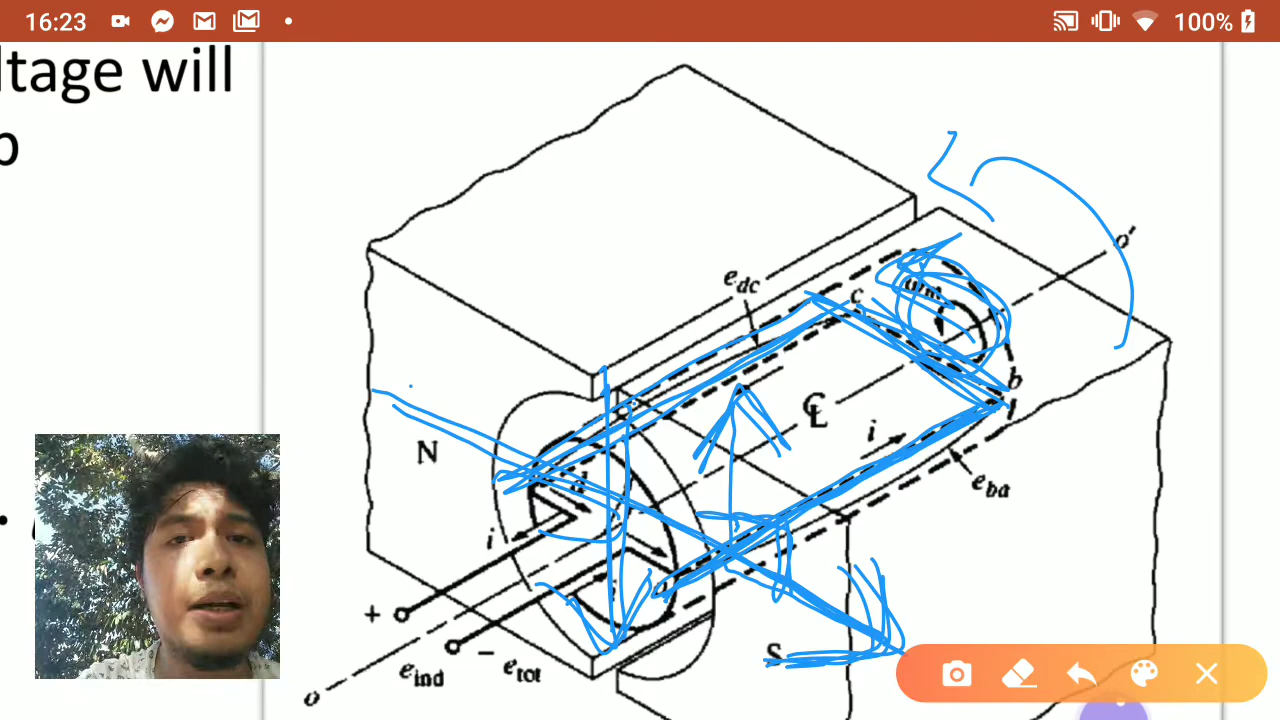 16:23
100%
ltage will
o'
e_dc
c
b
℄
i
N
e_ba
d
i
+
-
e_ind
e_tot
S
o